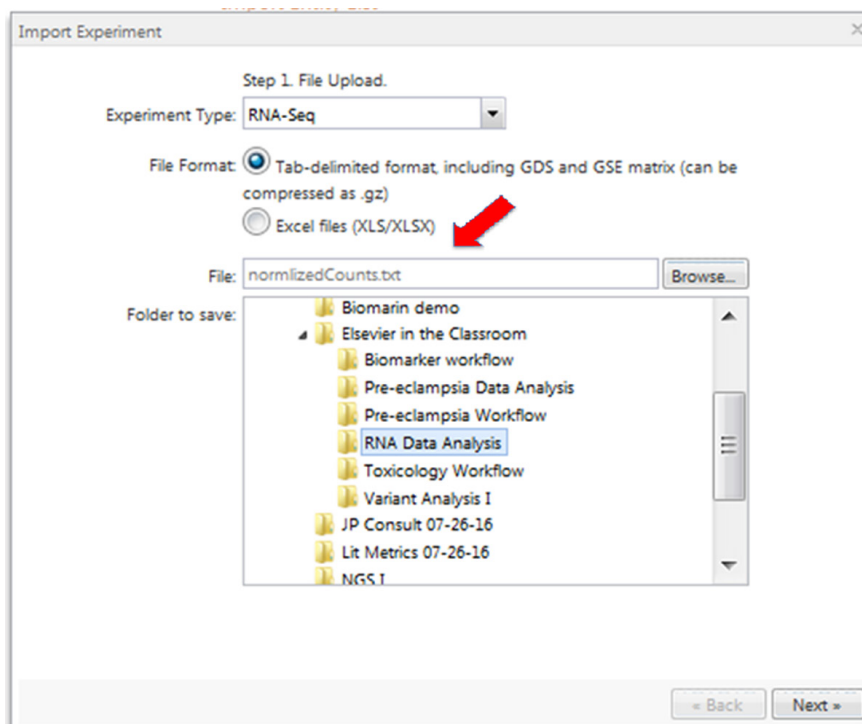 Import Experiment
Step 1. File Upload.
Experiment Type: RNA-Seq
File Format: Tab-delimited format, including GDS and GSE matrix (can be
compressed as .gz)
Excel files (XLS/XLSX)
File: normlizedCounts.txt Browse...
Folder to save: Biomarin demo
Elsevier in the Classroom
Biomarker workflow
Pre-eclampsia Data Analysis
Pre-eclampsia Workflow
RNA Data Analysis
Toxicology Workflow
Variant Analysis I
JP Consult 07-26-16
Lit Metrics 07-26-16
NGS I
« Back Next »